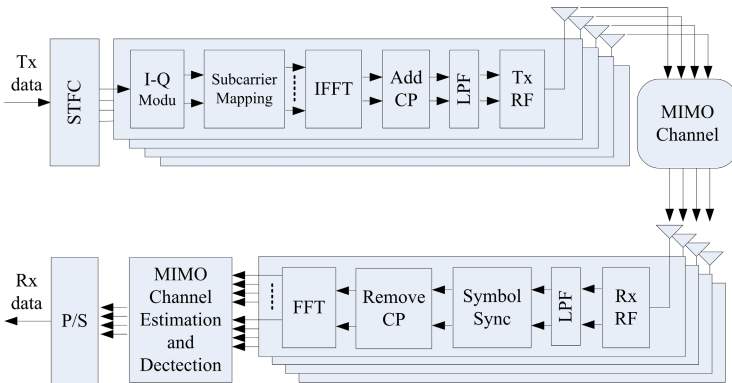 Tx
data
STFC
I-Q
Modu
Subcarrier
Mapping
IFFT
Add
CP
LPF
Tx
RF
MIMO
Channel
Rx
data
P/S
MIMO
Channel
Estimation
and
Dectection
FFT
Remove
CP
Symbol
Sync
LPF
Rx
RF